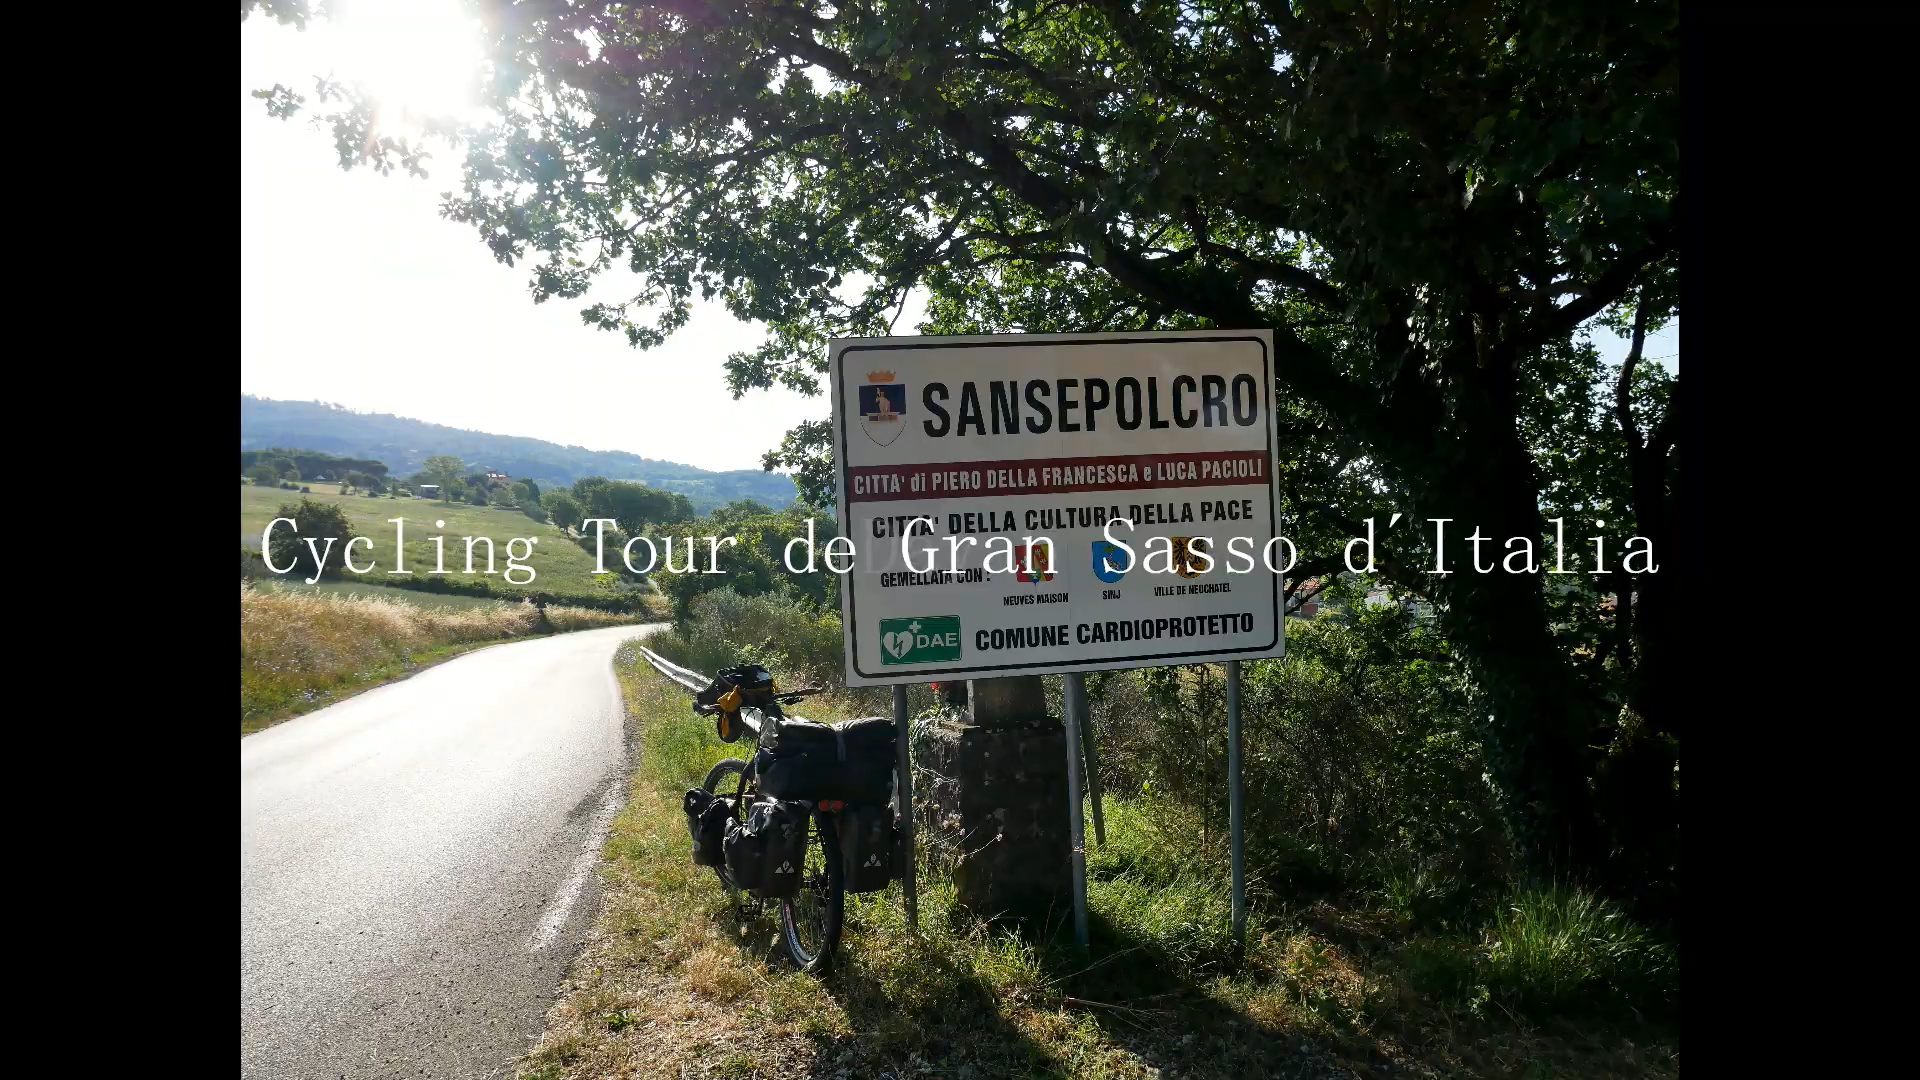 SANSEPOLCRO
CITTA' di PIERO DELLA FRANCESCA e LUCA PACIOLI
CITTA' DELLA CULTURA DELLA PACE
Cycling Tour de Gran Sasso d´Italia
GEMELLATA CON :
NEUVES MAISON
SINJ
VILLE DE NEUCHATEL
DAE
COMUNE CARDIOPROTETTO